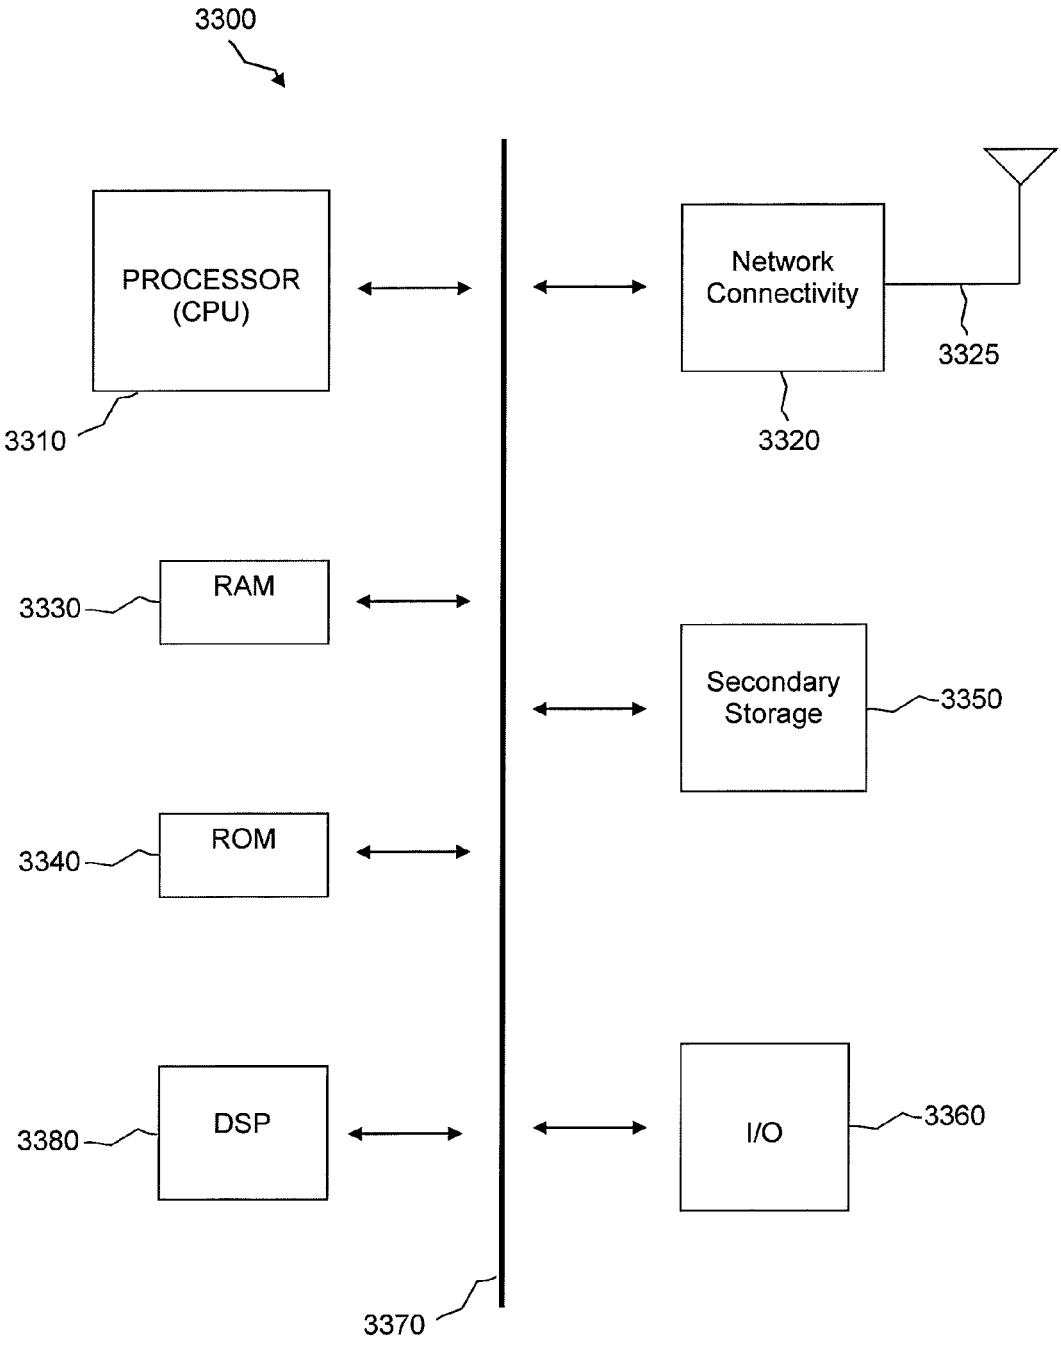 3300
PROCESSOR
(CPU)
3310
Network
Connectivity
3325
3320
RAM
3330
Secondary
Storage
3350
ROM
3340
DSP
3380
I/O
3360
3370